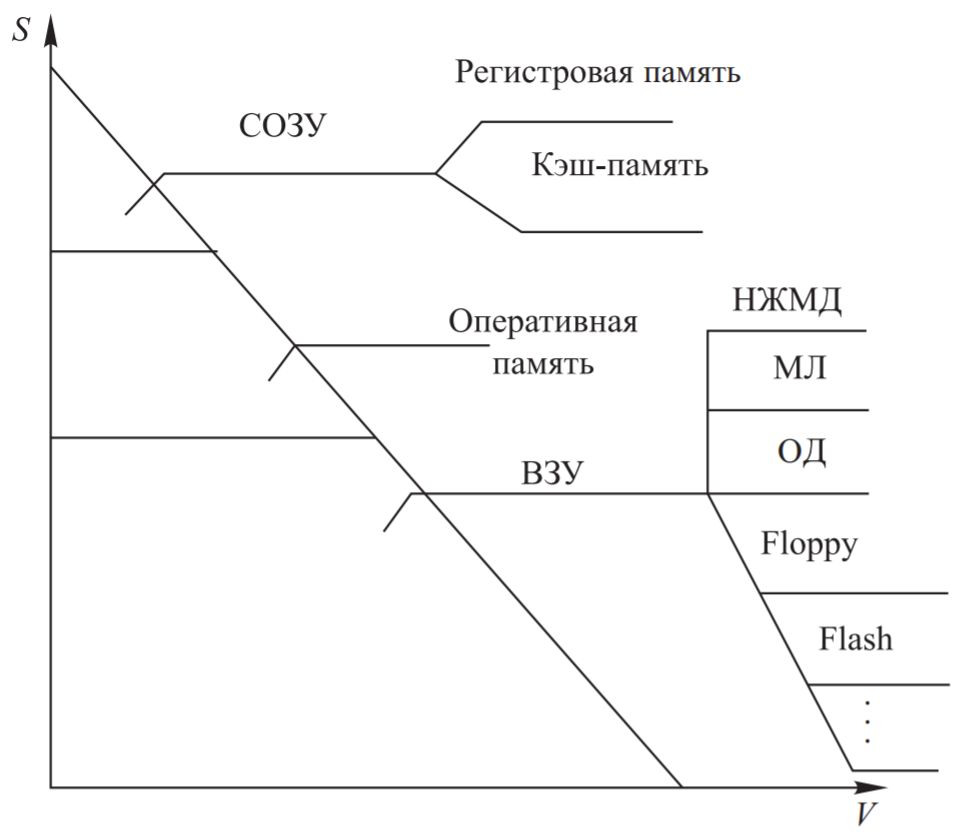 S
Регистровая память
СОЗУ
Кэш-память
НЖМД
Оперативная
память
МЛ
ОД
ВЗУ
Floppy
Flash
⋮
V